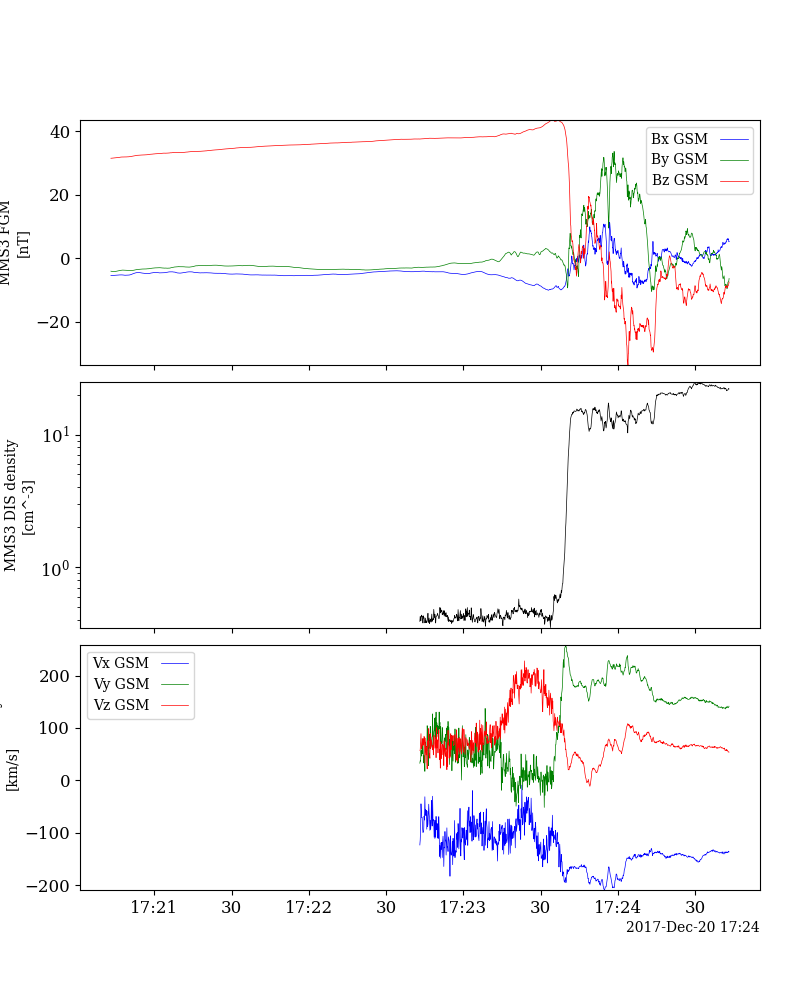 40
20
0
−20
MMS3 FGM
[nT]
Bx GSM
By GSM
Bz GSM
10^1
10^0
MMS3 DIS density
[cm^-3]
200
100
0
−100
−200
[km/s]
Vx GSM
Vy GSM
Vz GSM
17:21 30 17:22 30 17:23 30 17:24 30
2017-Dec-20 17:24